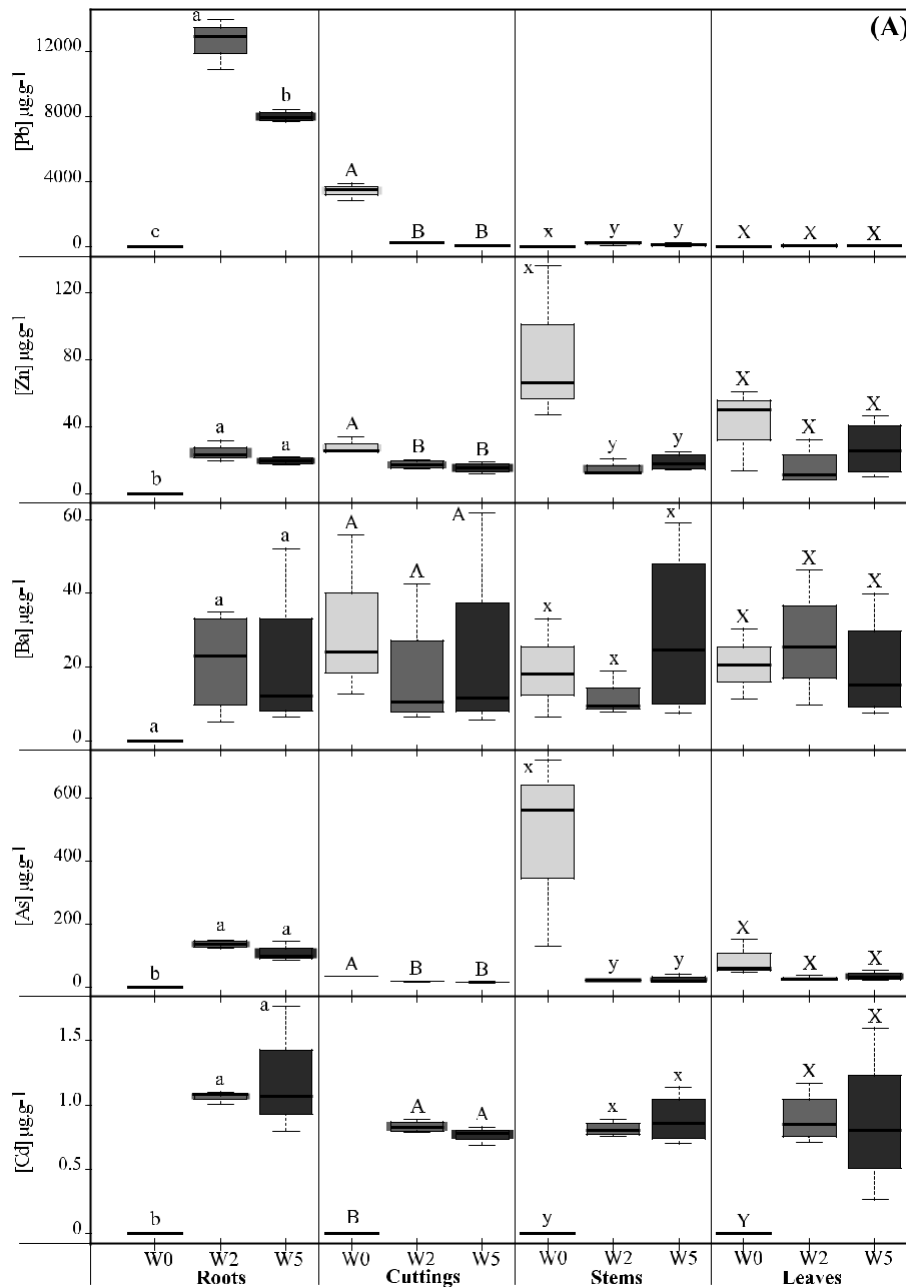 (A)
[Pb] µg.g-1
12000
8000
4000
0
c a b A B B x y y X X X
[Zn] µg.g-1
120
80
40
0
b a a A B B x y y X X X
[Ba] µg.g-1
60
40
20
0
a a a A A A x x x X X X
[As] µg.g-1
600
400
200
0
b a a A B B x y y X X X
[Cd] µg.g-1
1.5
1.0
0.5
0
b a a B A A y x x Y X X
W0 W2 W5 W0 W2 W5 W0 W2 W5 W0 W2 W5
Roots Cuttings Stems Leaves